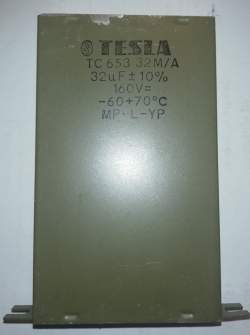 TESLA
TC 653 32M/A
32uF ± 10%
160V=
-60+70°C
MP-L-YP